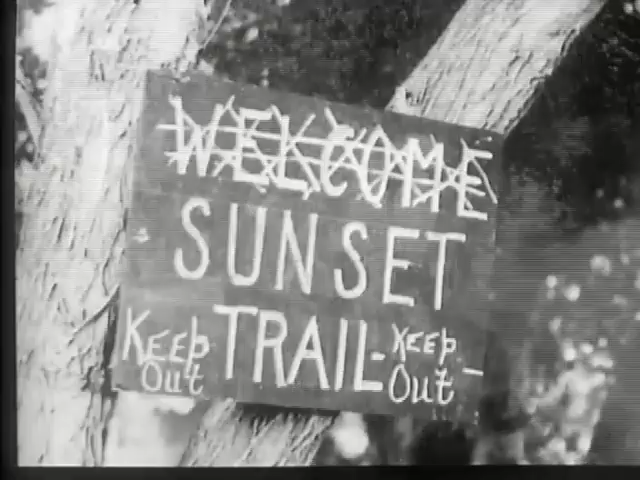 WELCOME
SUNSET
TRAIL-
Keep
Out
Keep
Out